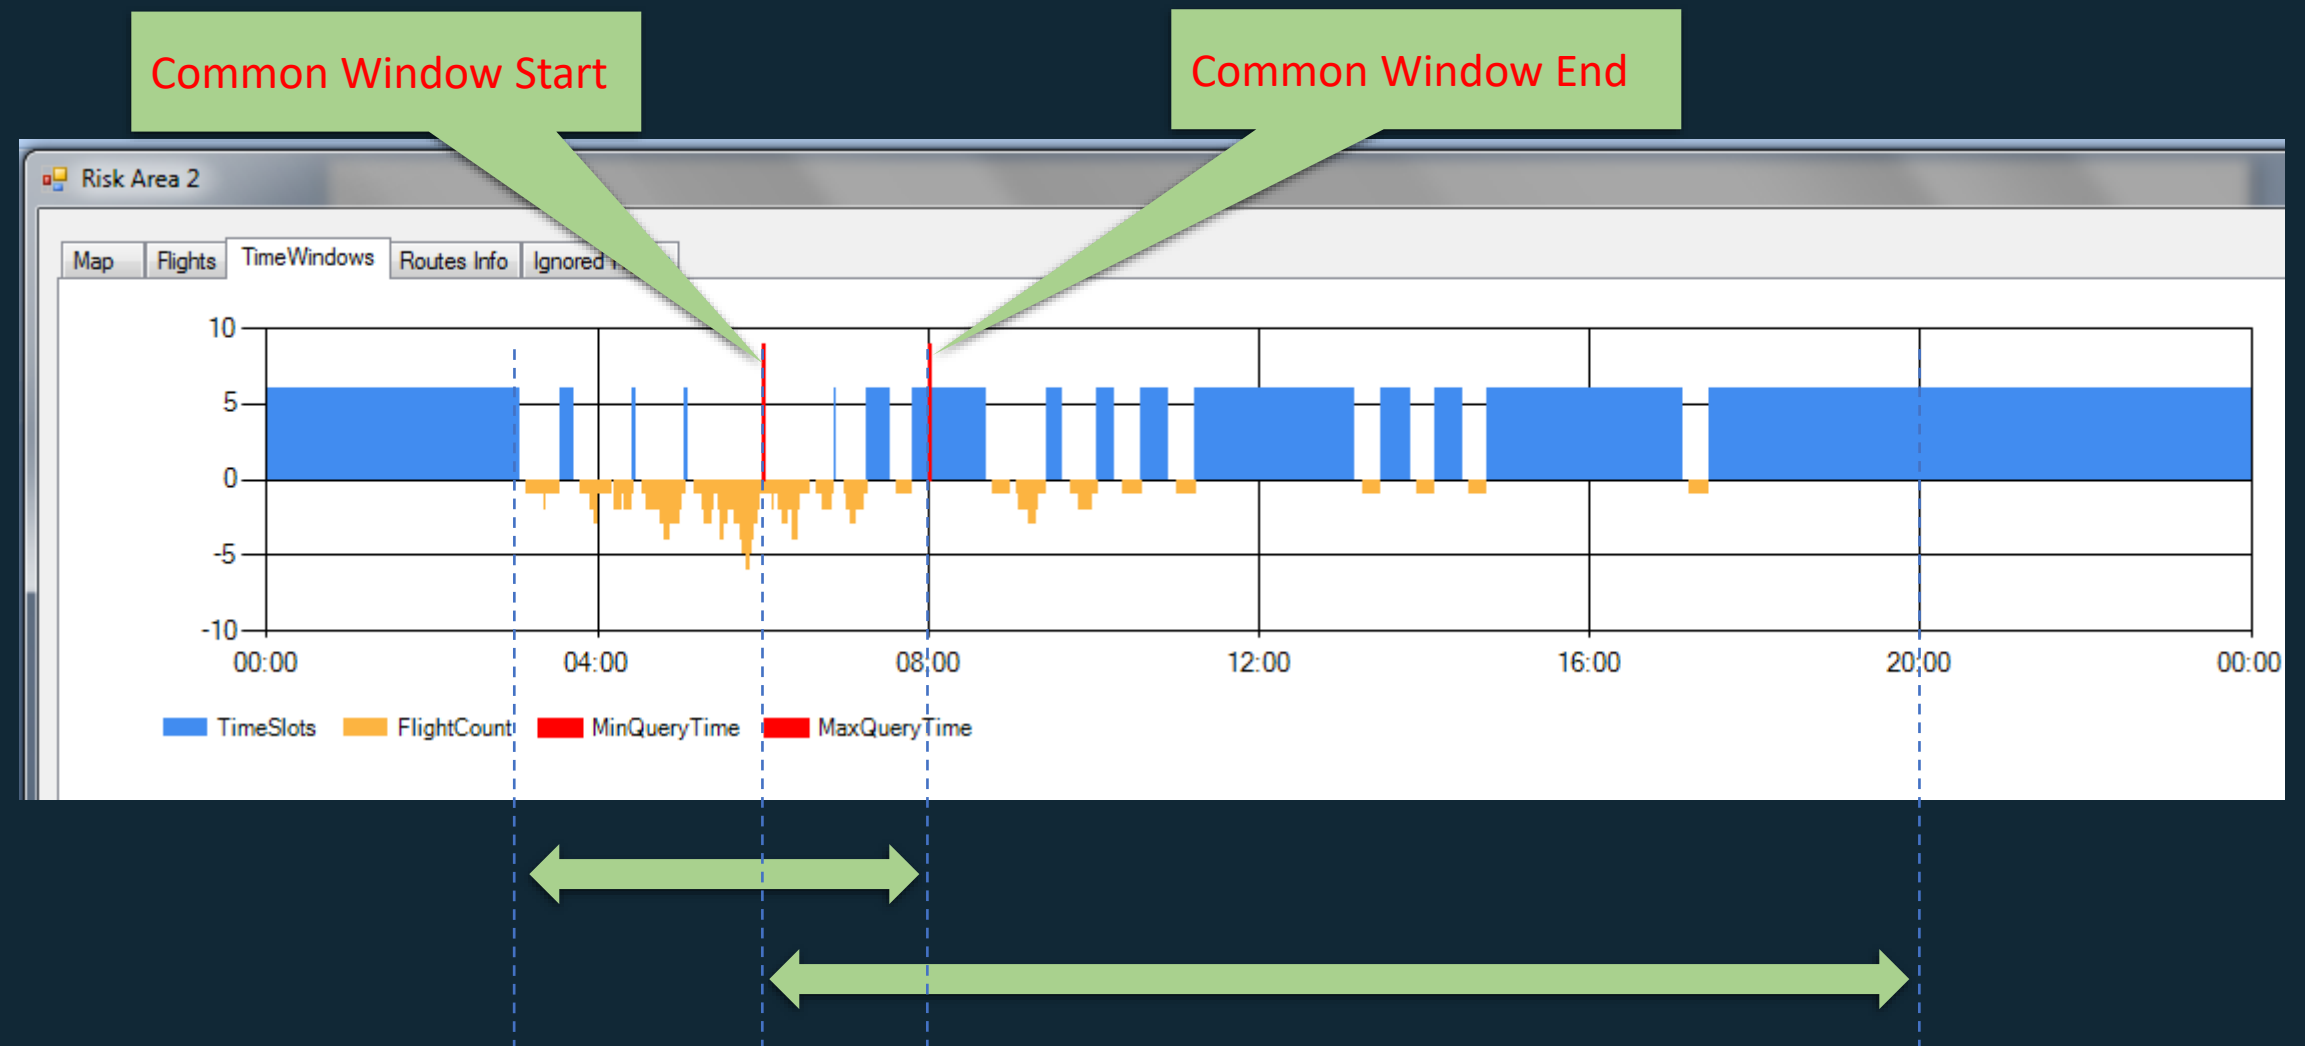 Common Window Start
Common Window End
Risk Area 2
Map Flights TimeWindows Routes Info Ignored
10
5
0
-5
-10
00:00 04:00 08:00 12:00 16:00 20:00 00:00
TimeSlots FlightCount MinQueryTime MaxQueryTime